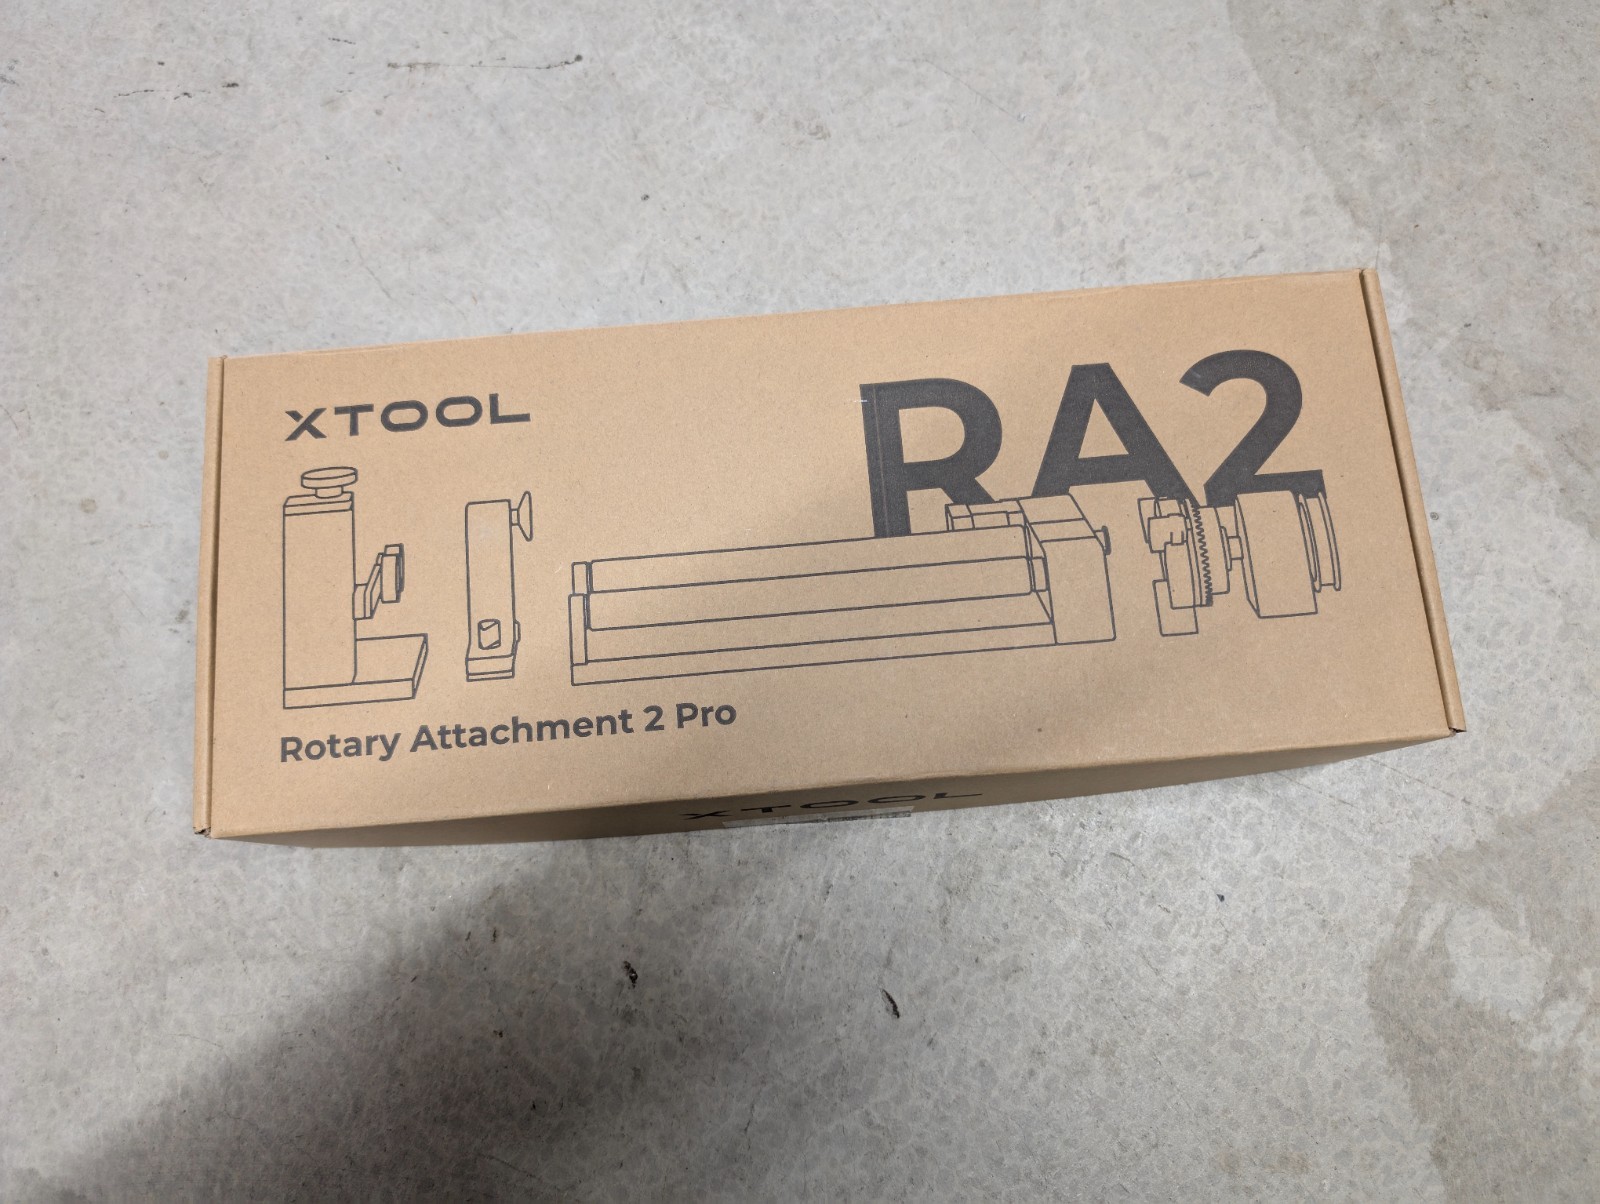 XTOOL
RA2
Rotary Attachment 2 Pro
XTOOL